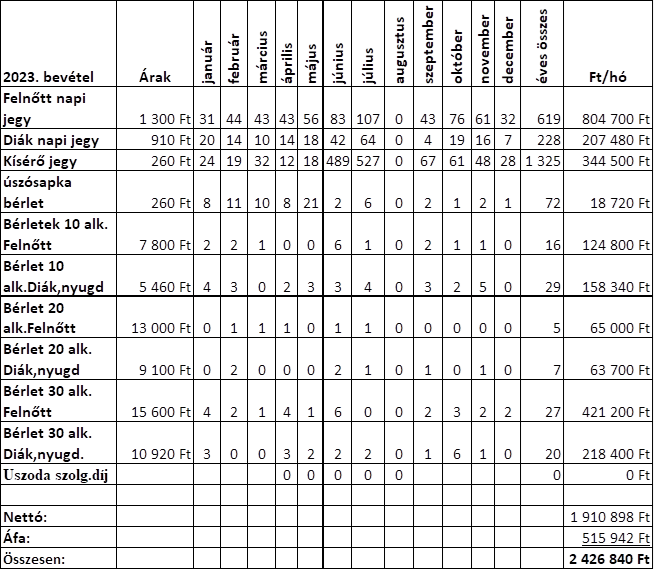 2023. bevétel Árak január február március április május június július augusztus szeptember október november december éves összes Ft/hó
Felnőtt napi
jegy 1 300 Ft 31 44 43 43 56 83 107 0 43 76 61 32 619 804 700 Ft
Diák napi jegy 910 Ft 20 14 10 14 18 42 64 0 4 19 16 7 228 207 480 Ft
Kísérő jegy 260 Ft 24 19 32 12 18 489 527 0 67 61 48 28 1 325 344 500 Ft
úszósapka
bérlet 260 Ft 8 11 10 8 21 2 6 0 2 1 2 1 72 18 720 Ft
Bérletek 10 alk.
Felnőtt 7 800 Ft 2 2 1 0 0 6 1 0 2 1 1 0 16 124 800 Ft
Bérlet 10
alk.Diák,nyugd 5 460 Ft 4 3 0 2 3 3 4 0 3 2 5 0 29 158 340 Ft
Bérlet 20
alk.Felnőtt 13 000 Ft 0 1 1 1 0 1 1 0 0 0 0 0 5 65 000 Ft
Bérlet 20 alk.
Diák,nyugd 9 100 Ft 0 2 0 0 0 2 1 0 1 0 1 0 7 63 700 Ft
Bérlet 30 alk.
Felnőtt 15 600 Ft 4 2 1 4 1 6 0 0 2 3 2 2 27 421 200 Ft
Bérlet 30 alk.
Diák,nyugd. 10 920 Ft 3 0 0 3 2 2 2 0 1 6 1 0 20 218 400 Ft
Uszoda szolg.díj 0 0 0 0 0 0 0 Ft
Nettó: 1 910 898 Ft
Áfa: 515 942 Ft
Összesen: 2 426 840 Ft